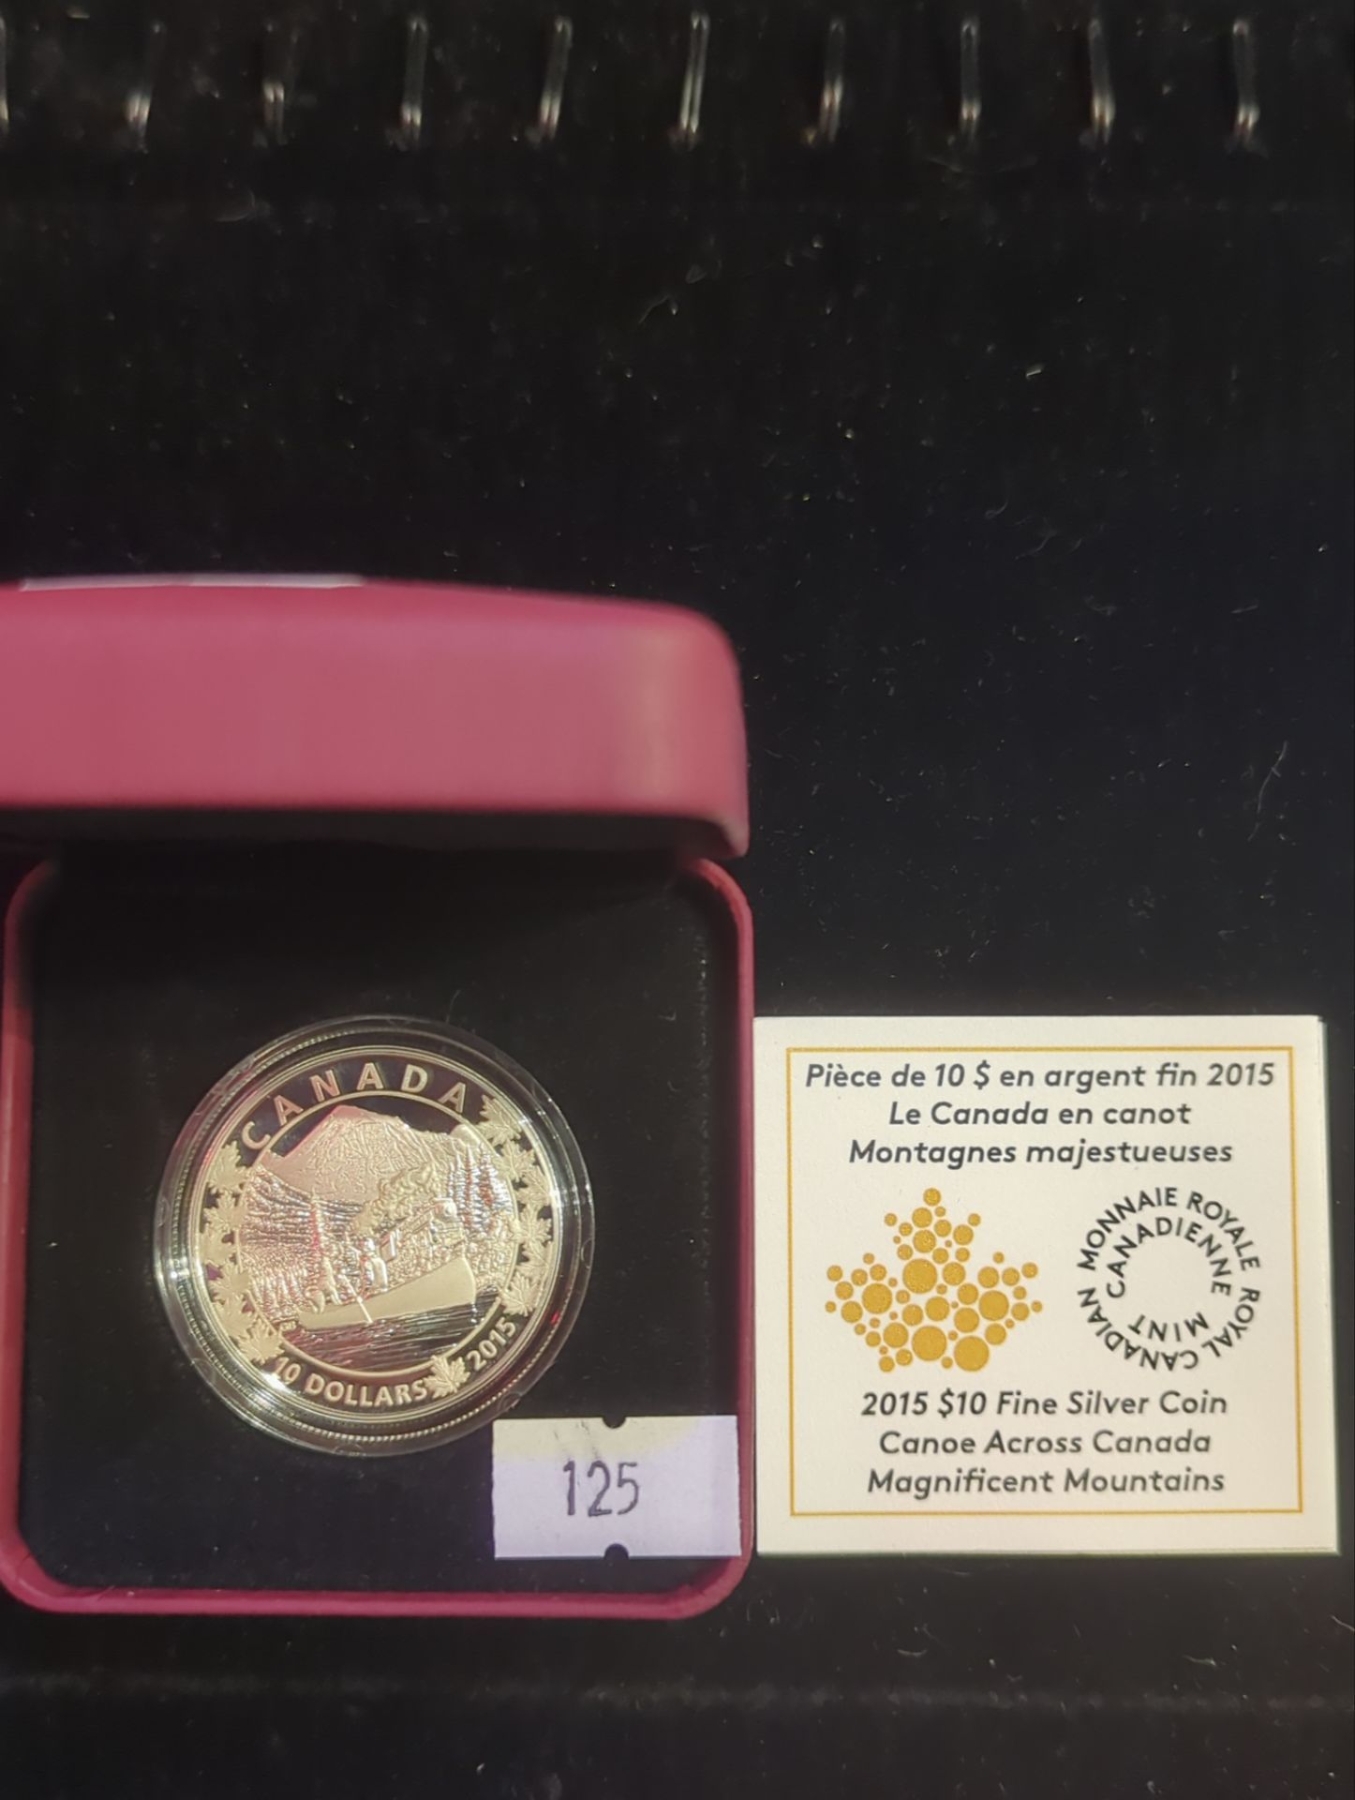 CANADA
10 DOLLARS
2015
125
Pièce de 10 $ en argent fin 2015
Le Canada en canot
Montagnes majestueuses
MONNAIE ROYALE CANADIENNE
ROYAL CANADIAN MINT
2015 $10 Fine Silver Coin
Canoe Across Canada
Magnificent Mountains